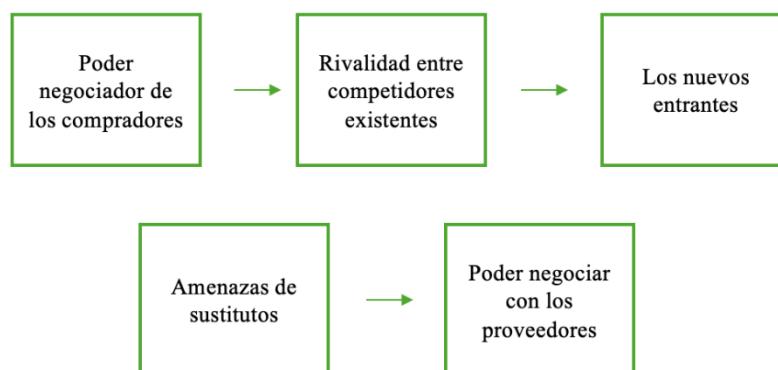 Poder
negociador de
los compradores
Rivalidad entre
competidores
existentes
Los nuevos
entrantes
Amenazas de
sustitutos
Poder negociar
con los
proveedores